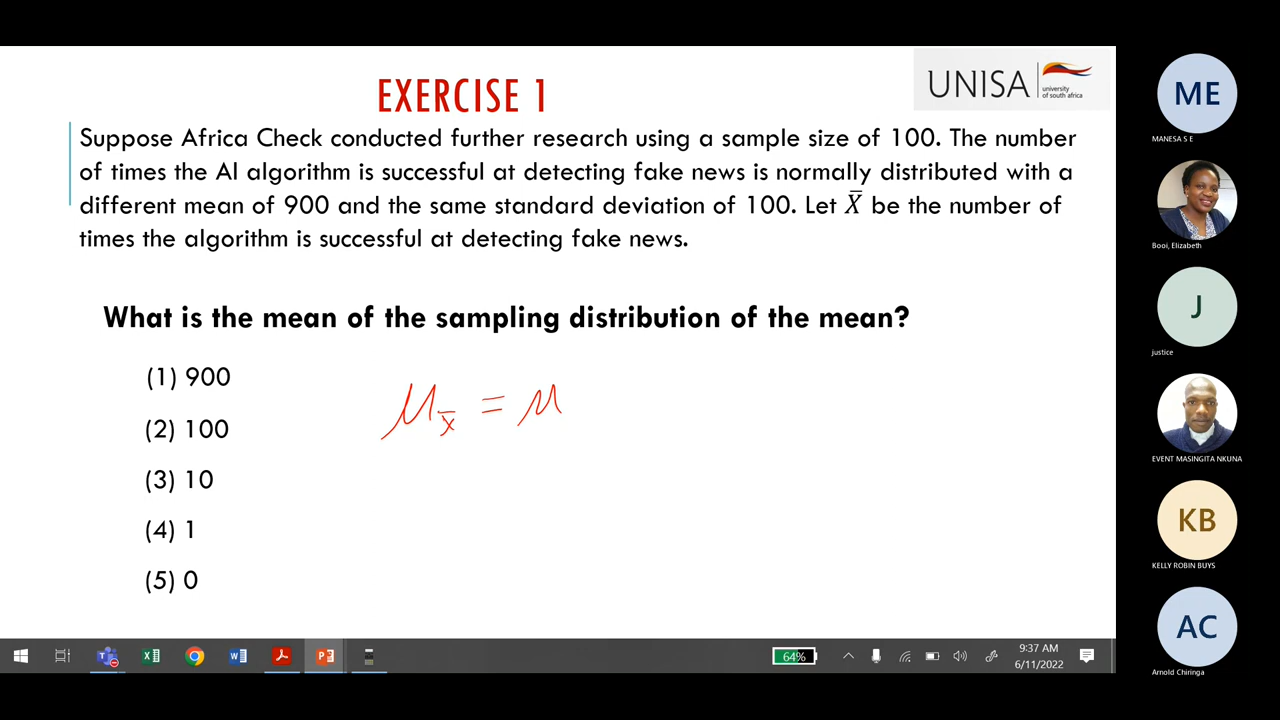 EXERCISE 1
UNISA
university
of south africa
Suppose Africa Check conducted further research using a sample size of 100. The number
of times the Al algorithm is successful at detecting fake news is normally distributed with a
different mean of 900 and the same standard deviation of 100. Let X̅ be the number of
times the algorithm is successful at detecting fake news.
What is the mean of the sampling distribution of the mean?
(1) 900
(2) 100
(3) 10
(4) 1
(5) 0
μx̅ = μ
ME
MANESA S E
Booi, Elizabeth
J
justice
EVENT MASINGITA NKUNA
KB
KELLY ROBIN BUYS
AC
Arnold Chiringa
64%
9:37 AM
6/11/2022